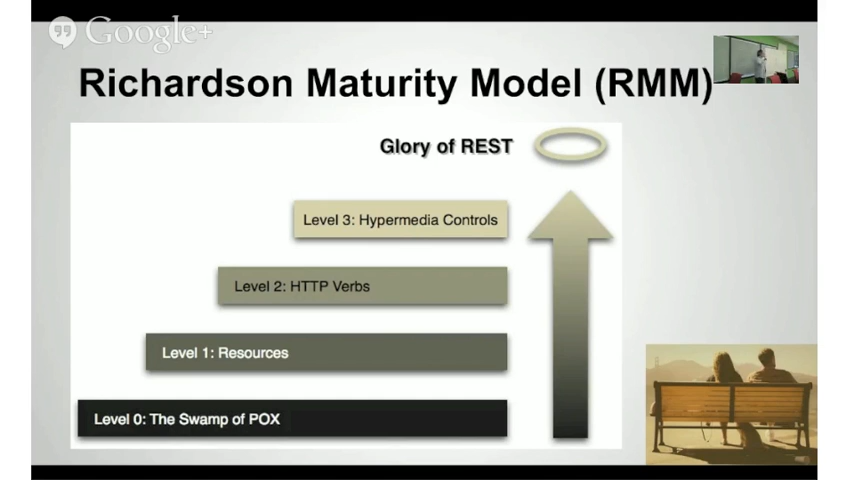 Google+
Richardson Maturity Model (RMM)
Glory of REST
Level 3: Hypermedia Controls
Level 2: HTTP Verbs
Level 1: Resources
Level 0: The Swamp of POX